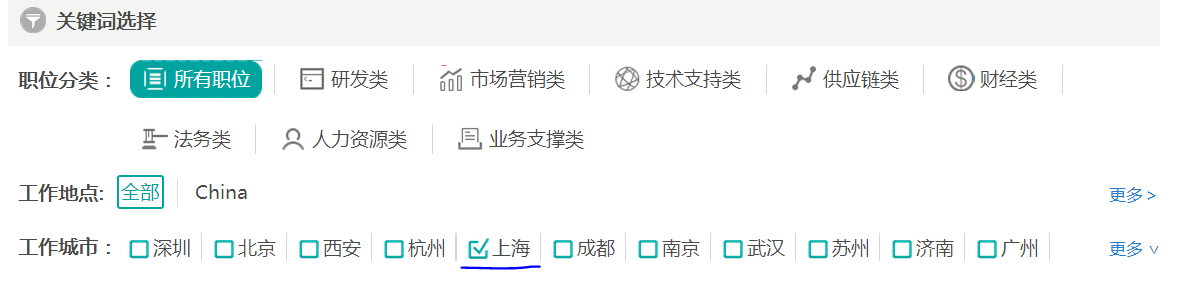 关键词选择
职位分类： 所有职位 研发类 市场营销类 技术支持类 供应链类 财经类
法务类 人力资源类 业务支撑类
工作地点: 全部 China 更多 >
工作城市： 深圳 北京 西安 杭州 上海 成都 南京 武汉 苏州 济南 广州 更多 ∨